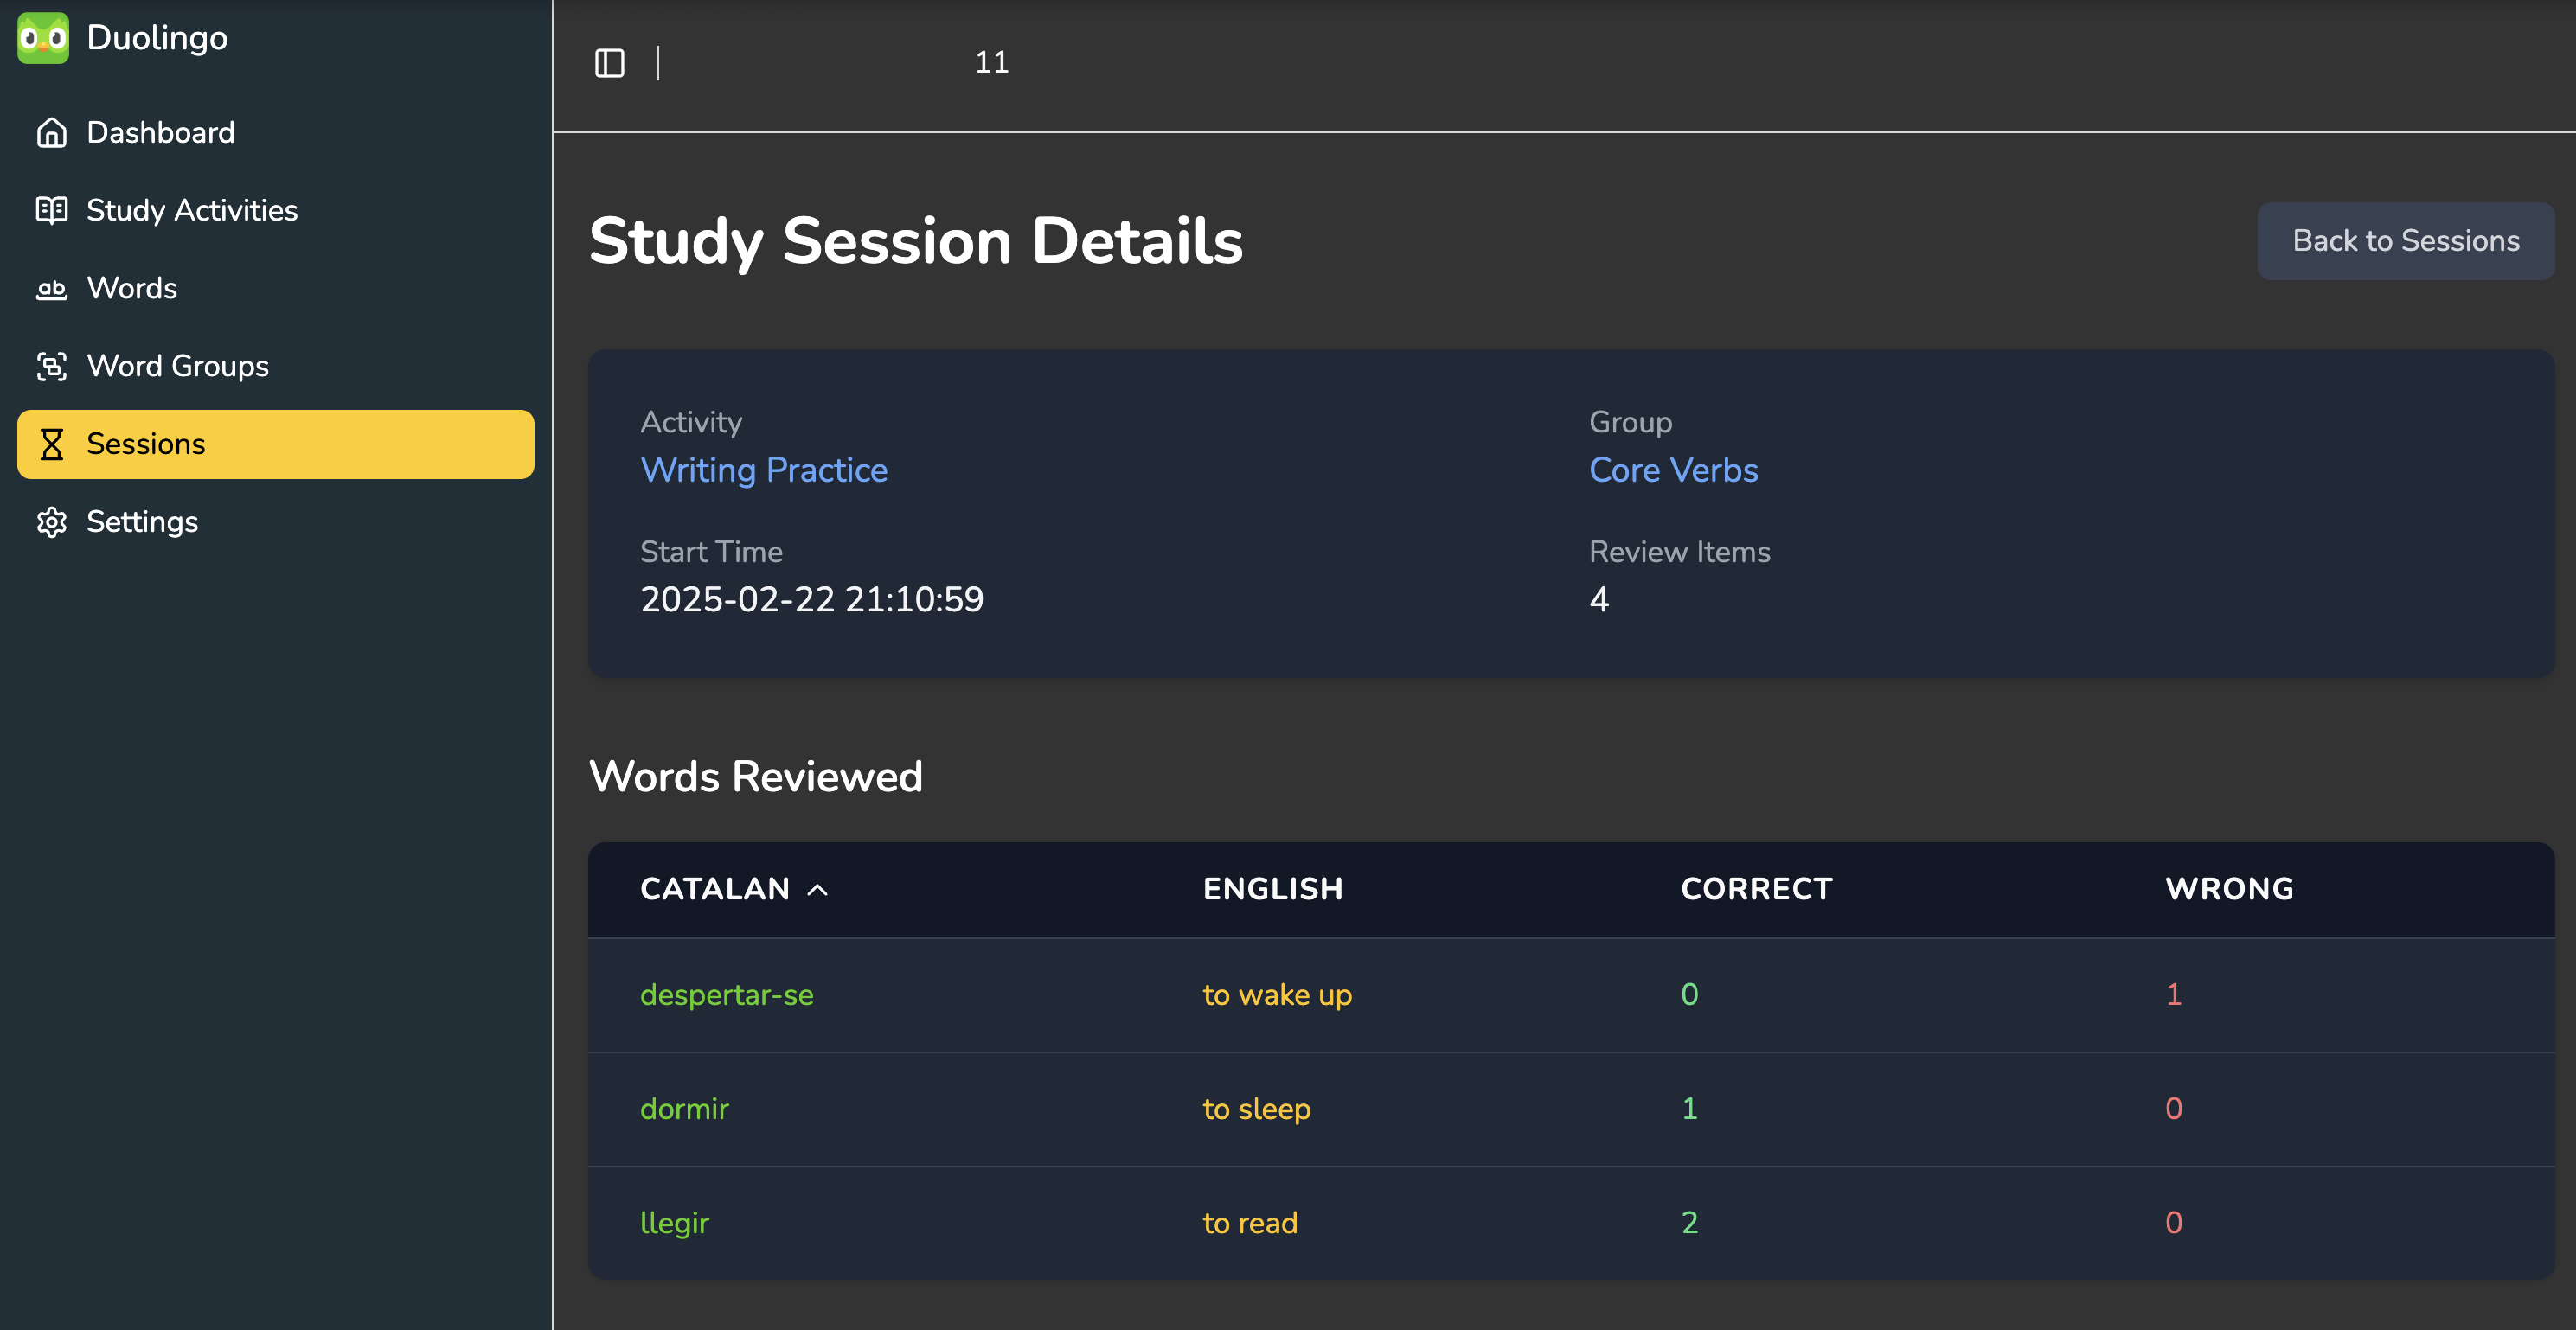 Duolingo
Dashboard
Study Activities
ab Words
Word Groups
Sessions
Settings
11
Study Session Details
Back to Sessions
Activity
Writing Practice
Group
Core Verbs
Start Time
2025-02-22 21:10:59
Review Items
4
Words Reviewed
CATALAN ENGLISH CORRECT WRONG
despertar-se to wake up 0 1
dormir to sleep 1 0
llegir to read 2 0